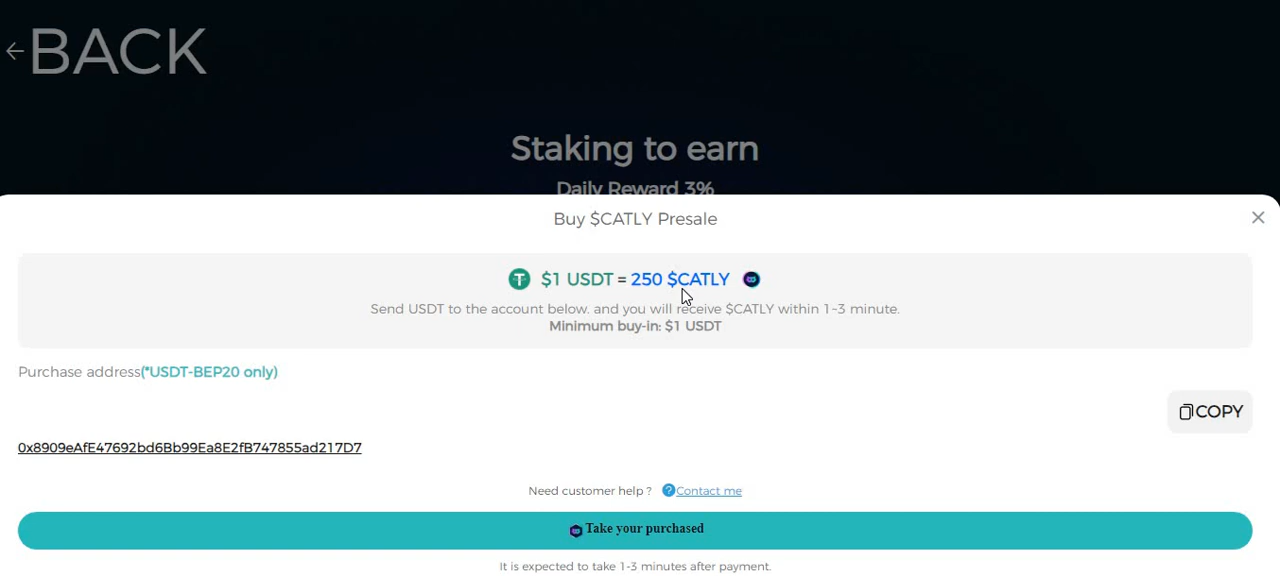 BACK
Staking to earn
Daily Reward 3%
Buy $CATLY Presale
$1 USDT = 250 $CATLY
Send USDT to the account below. and you will receive $CATLY within 1~3 minute.
Minimum buy-in: $1 USDT
Purchase address(*USDT-BEP20 only)
COPY
0x8909eAfE47692bd6Bb99Ea8E2fB747855ad217D7
Need customer help ? Contact me
Take your purchased
It is expected to take 1-3 minutes after payment.